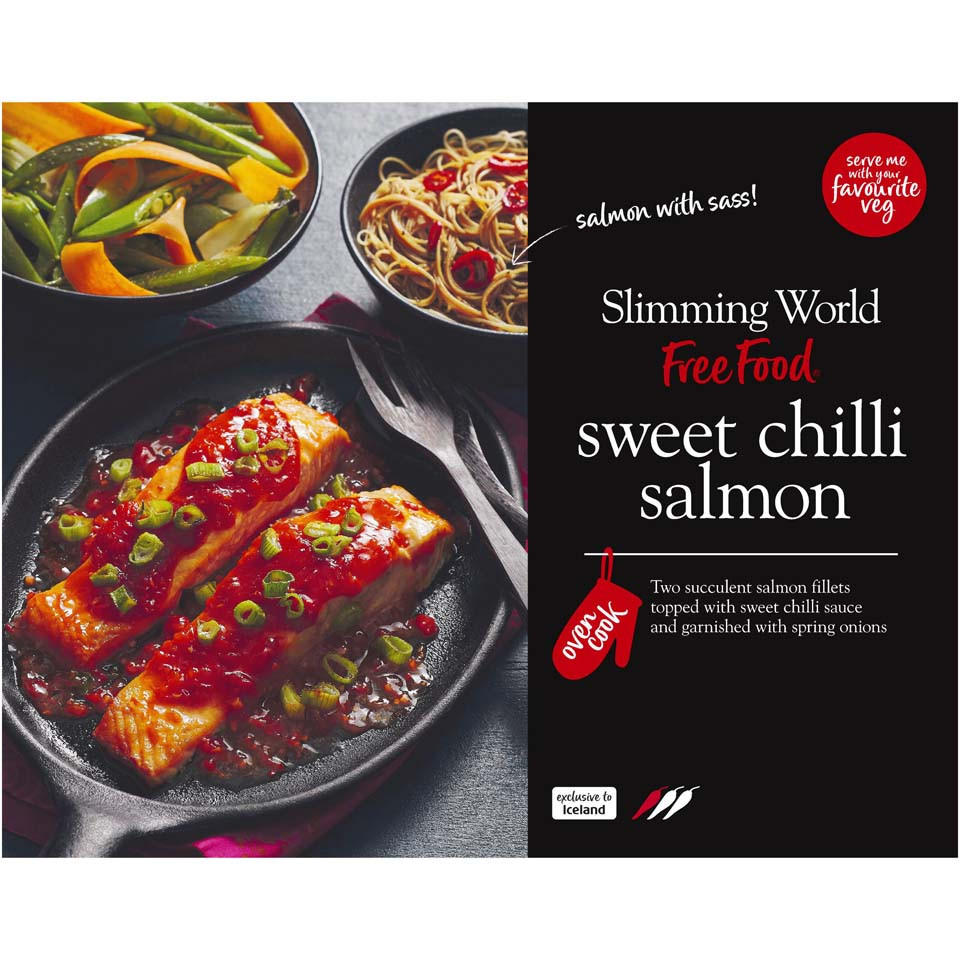 serve me
with your
favourite
veg
salmon with sass!
Slimming World
Free Food®
sweet chilli
salmon
oven
cook
Two succulent salmon fillets
topped with sweet chilli sauce
and garnished with spring onions
exclusive to
Iceland